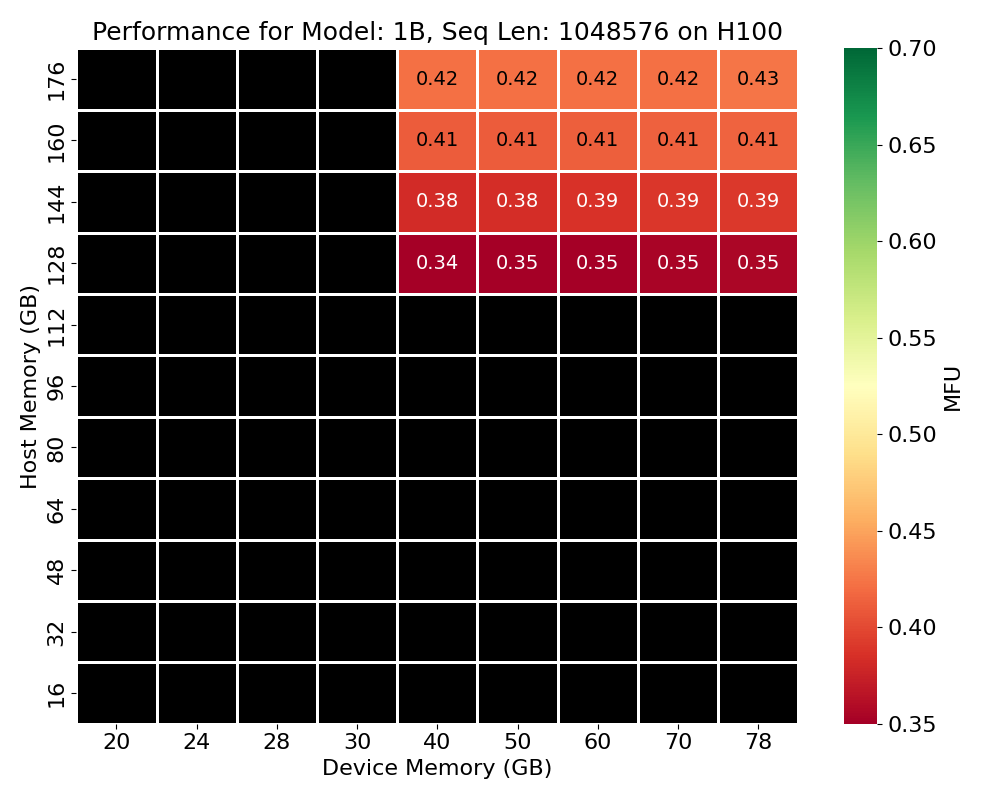 Performance for Model: 1B, Seq Len: 1048576 on H100
Host Memory (GB)
176 0.42 0.42 0.42 0.42 0.43
160 0.41 0.41 0.41 0.41 0.41
144 0.38 0.38 0.39 0.39 0.39
128 0.34 0.35 0.35 0.35 0.35
112
96
80
64
48
32
16
20 24 28 30 40 50 60 70 78
Device Memory (GB)
0.70
0.65
0.60
0.55
0.50
0.45
0.40
0.35
MFU